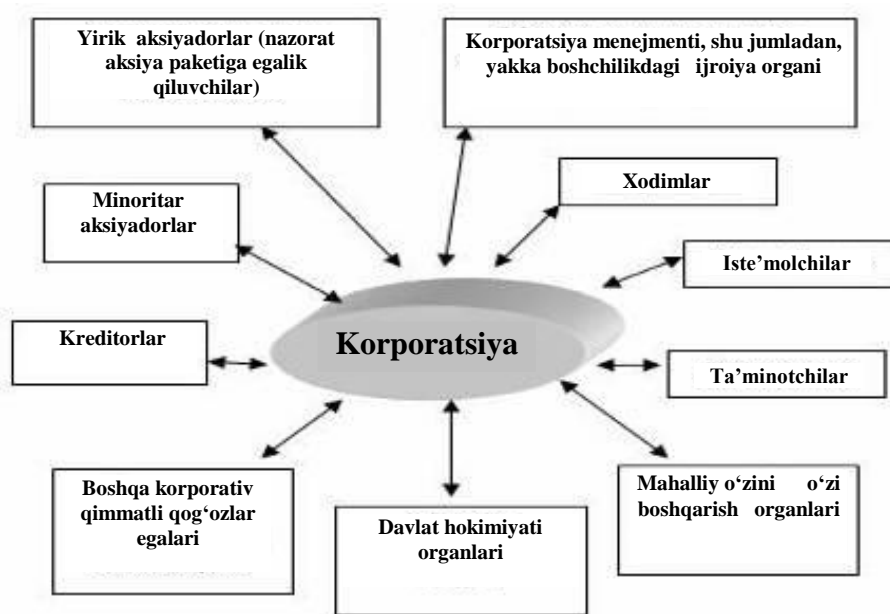 Yirik aksiyadorlar (nazorat
aksiya paketiga egalik
qiluvchilar)
Korporatsiya menejmenti, shu jumladan,
yakka boshchilikdagi ijroiya organi
Minoritar
aksiyadorlar
Xodimlar
Iste’molchilar
Kreditorlar
Korporatsiya
Ta’minotchilar
Boshqa korporativ
qimmatli qog‘ozlar
egalari
Davlat hokimiyati
organlari
Mahalliy o‘zini o‘zi
boshqarish organlari